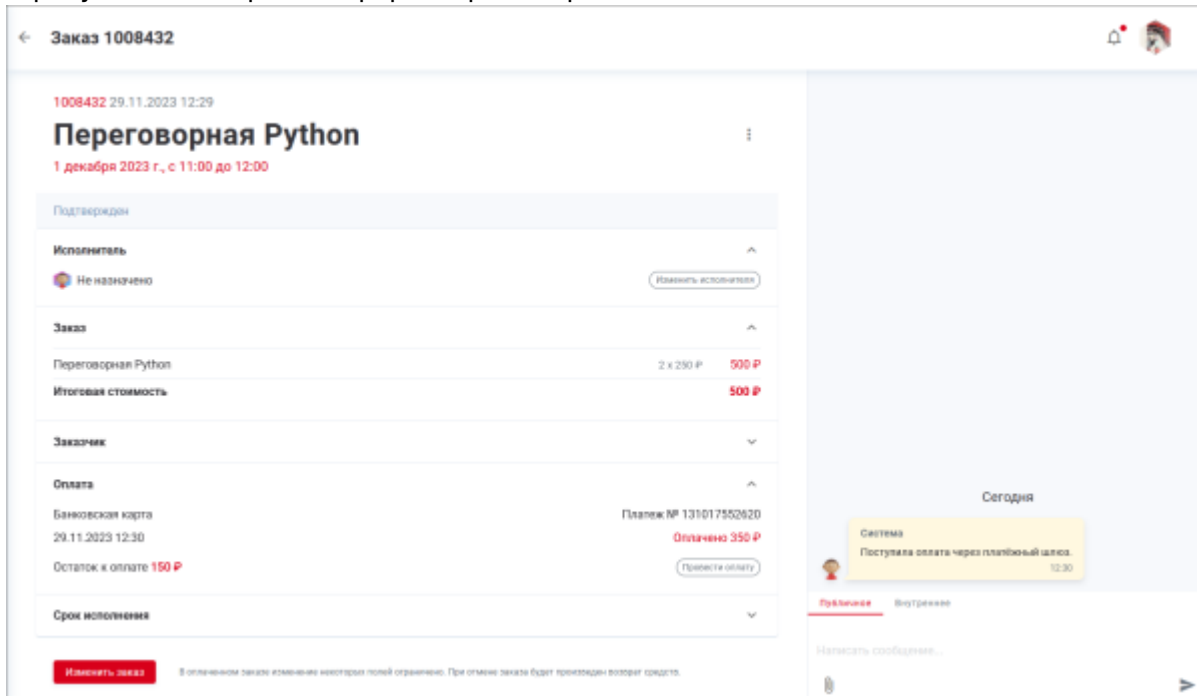 Заказ 1008432
1008432 29.11.2023 12:29
Переговорная Python
1 декабря 2023 г., с 11:00 до 12:00
Подтвержден
Исполнитель
Не назначено
Изменить исполнителя
Заказ
Переговорная Python 2 x 250 ₽ 500 ₽
Итоговая стоимость 500 ₽
Заказчик
Оплата
Банковская карта Платеж № 131017552620
29.11.2023 12:30 Оплачено 350 ₽
Остаток к оплате 150 ₽ Провести оплату
Срок исполнения
Изменить заказ В оплаченном заказе изменение некоторых полей ограничено. При отмене заказа будет произведен возврат средств.
Сегодня
Система
Поступила оплата через платёжный шлюз.
12:30
Публичное Внутреннее
Написать сообщение...